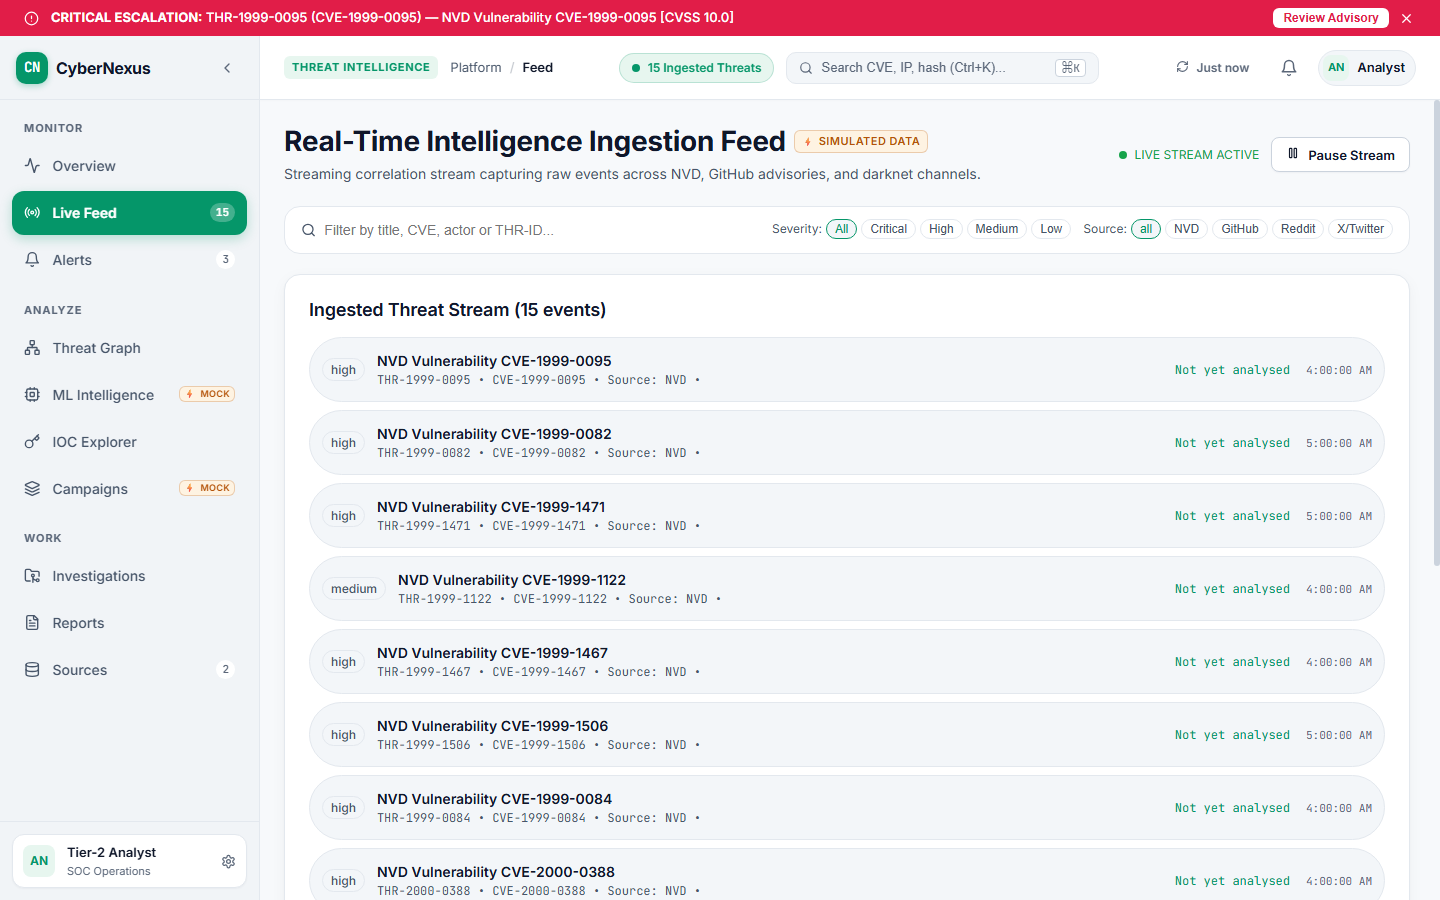 CRITICAL ESCALATION: THR-1999-0095 (CVE-1999-0095) — NVD Vulnerability CVE-1999-0095 [CVSS 10.0]
Review Advisory
CN CyberNexus
THREAT INTELLIGENCE Platform / Feed
15 Ingested Threats
Search CVE, IP, hash (Ctrl+K)... ⌘K
Just now
AN Analyst
MONITOR
Overview
Live Feed 15
Alerts 3
ANALYZE
Threat Graph
ML Intelligence MOCK
IOC Explorer
Campaigns MOCK
WORK
Investigations
Reports
Sources 2
AN Tier-2 Analyst
SOC Operations
Real-Time Intelligence Ingestion Feed SIMULATED DATA
Streaming correlation stream capturing raw events across NVD, GitHub advisories, and darknet channels.
LIVE STREAM ACTIVE Pause Stream
Filter by title, CVE, actor or THR-ID...
Severity: All Critical High Medium Low Source: all NVD GitHub Reddit X/Twitter
Ingested Threat Stream (15 events)
high NVD Vulnerability CVE-1999-0095
THR-1999-0095 • CVE-1999-0095 • Source: NVD •
Not yet analysed 4:00:00 AM
high NVD Vulnerability CVE-1999-0082
THR-1999-0082 • CVE-1999-0082 • Source: NVD •
Not yet analysed 5:00:00 AM
high NVD Vulnerability CVE-1999-1471
THR-1999-1471 • CVE-1999-1471 • Source: NVD •
Not yet analysed 5:00:00 AM
medium NVD Vulnerability CVE-1999-1122
THR-1999-1122 • CVE-1999-1122 • Source: NVD •
Not yet analysed 4:00:00 AM
high NVD Vulnerability CVE-1999-1467
THR-1999-1467 • CVE-1999-1467 • Source: NVD •
Not yet analysed 4:00:00 AM
high NVD Vulnerability CVE-1999-1506
THR-1999-1506 • CVE-1999-1506 • Source: NVD •
Not yet analysed 5:00:00 AM
high NVD Vulnerability CVE-1999-0084
THR-1999-0084 • CVE-1999-0084 • Source: NVD •
Not yet analysed 4:00:00 AM
high NVD Vulnerability CVE-2000-0388
THR-2000-0388 • CVE-2000-0388 • Source: NVD •
Not yet analysed 4:00:00 AM